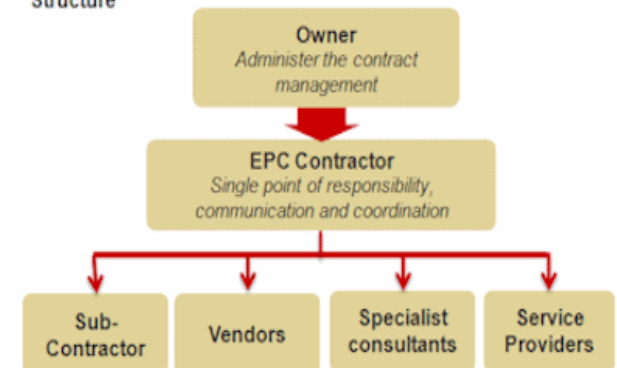 Structure
Owner
Administer the contract
management
EPC Contractor
Single point of responsibility,
communication and coordination
Sub-
Contractor
Vendors
Specialist
consultants
Service
Providers